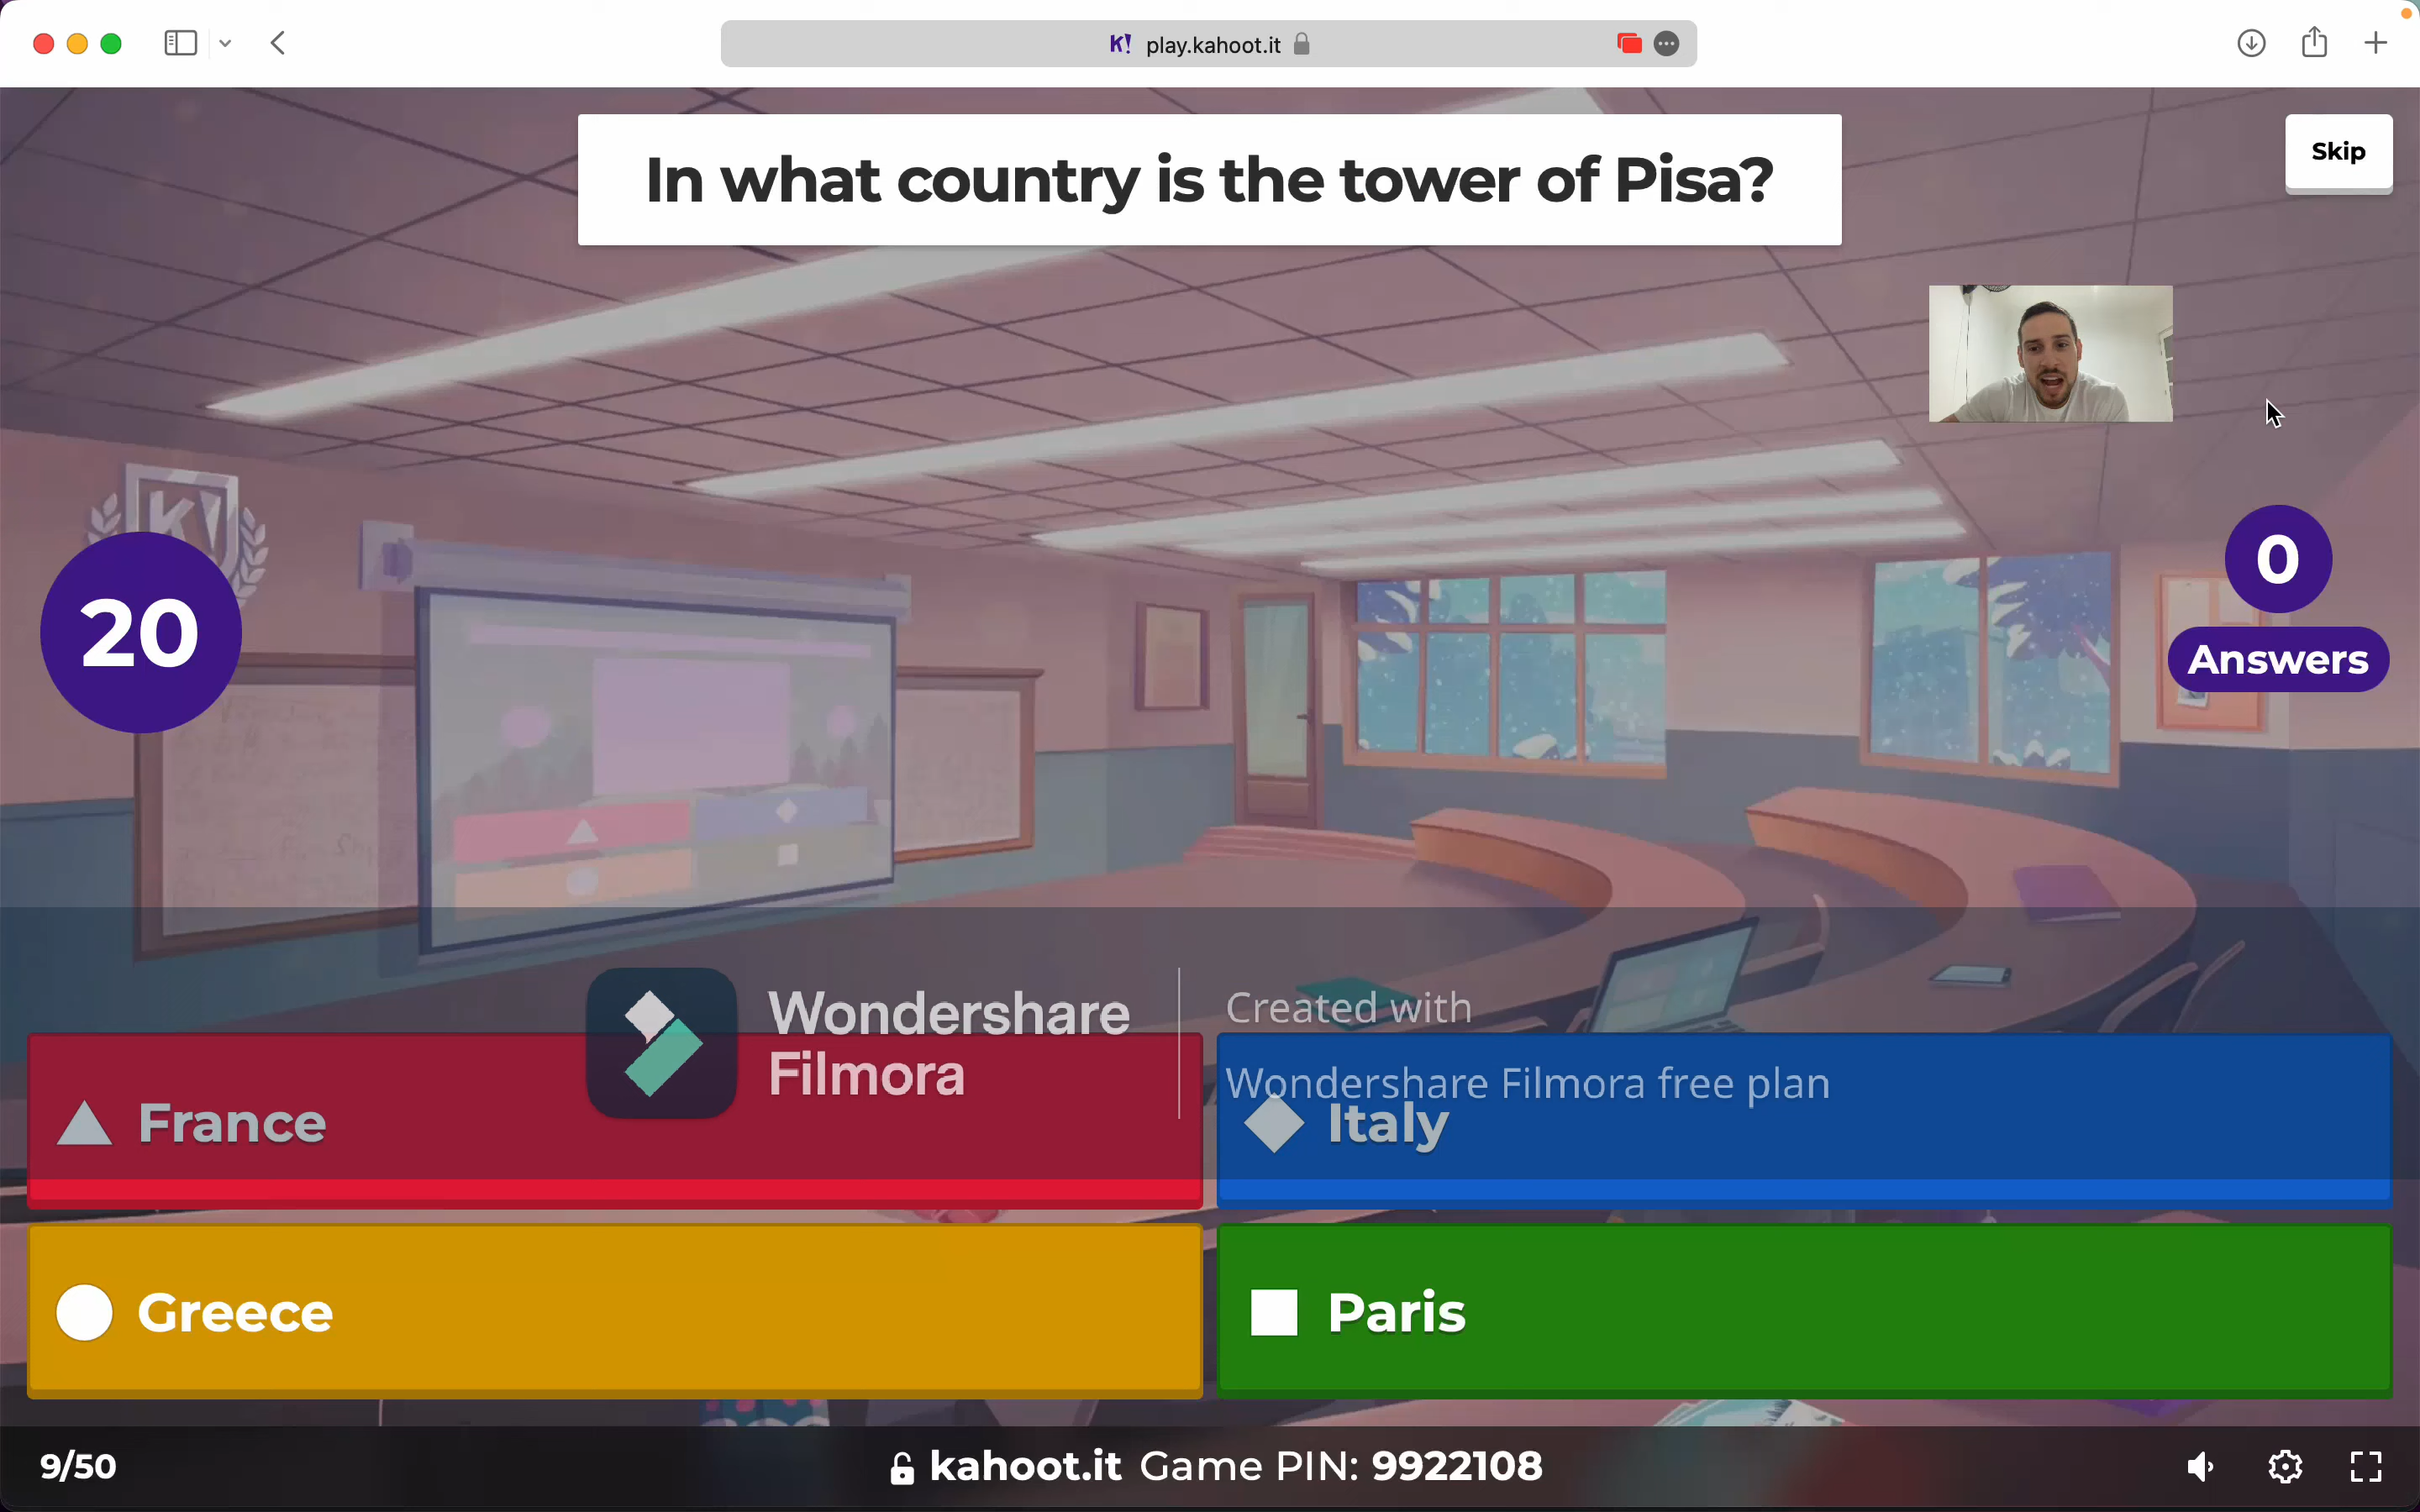 K! play.kahoot.it
In what country is the tower of Pisa?
Skip
20
0
Answers
Wondershare
Filmora
Created with
Wondershare Filmora free plan
France
Italy
Greece
Paris
9/50
kahoot.it Game PIN: 9922108